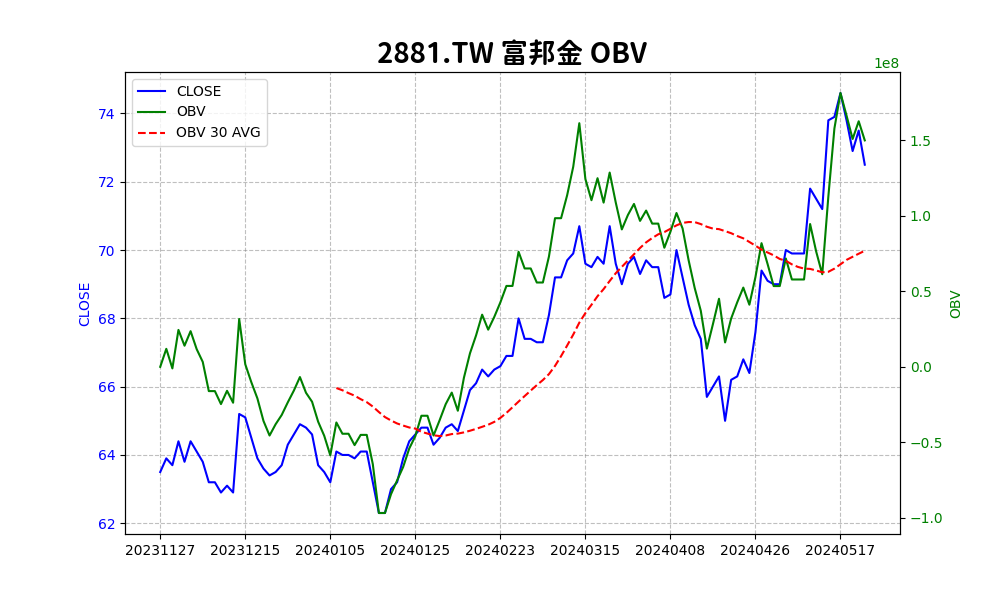 2881.TW 富邦金 OBV
1e8
CLOSE
OBV
OBV 30 AVG
74
72
70
68
66
64
62
CLOSE
1.5
1.0
0.5
0.0
−0.5
−1.0
OBV
20231127 20231215 20240105 20240125 20240223 20240315 20240408 20240426 20240517